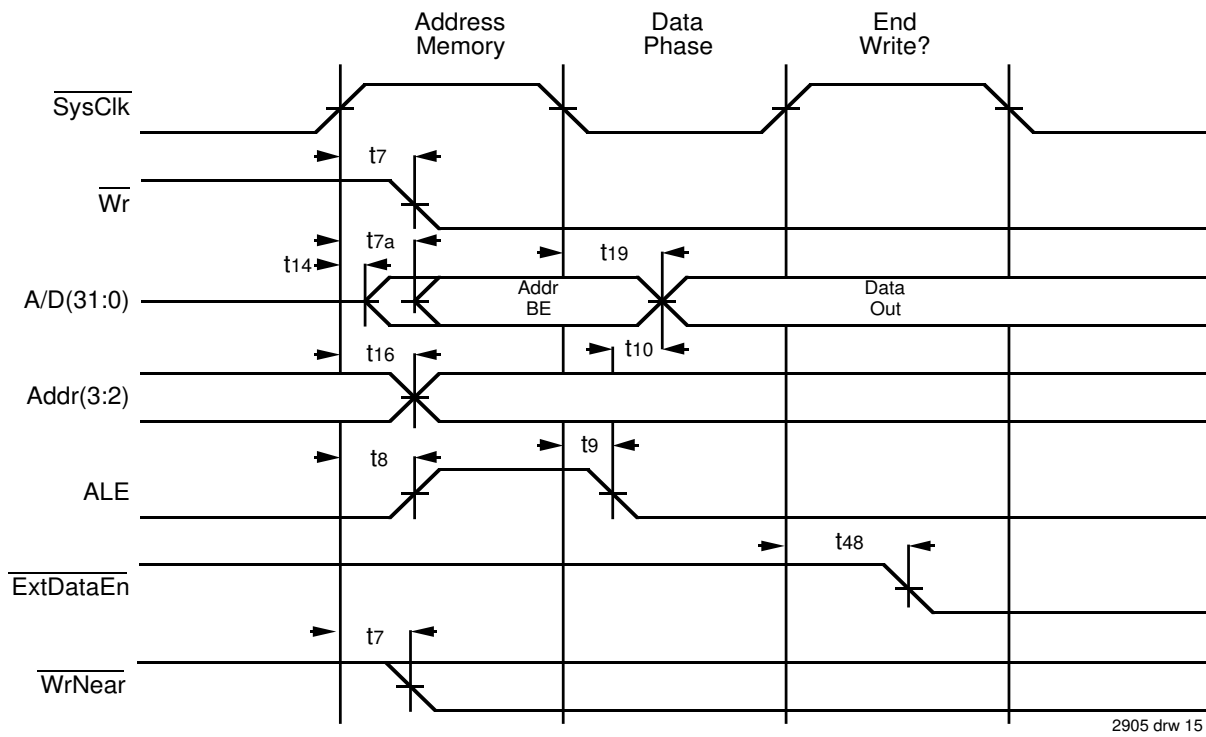 Address
Memory
Data
Phase
End
Write?
SysClk
t7
Wr
t7a
t19
t14
A/D(31:0)
Addr
BE
Data
Out
t10
t16
Addr(3:2)
t9
t8
ALE
t48
ExtDataEn
t7
WrNear
2905 drw 15